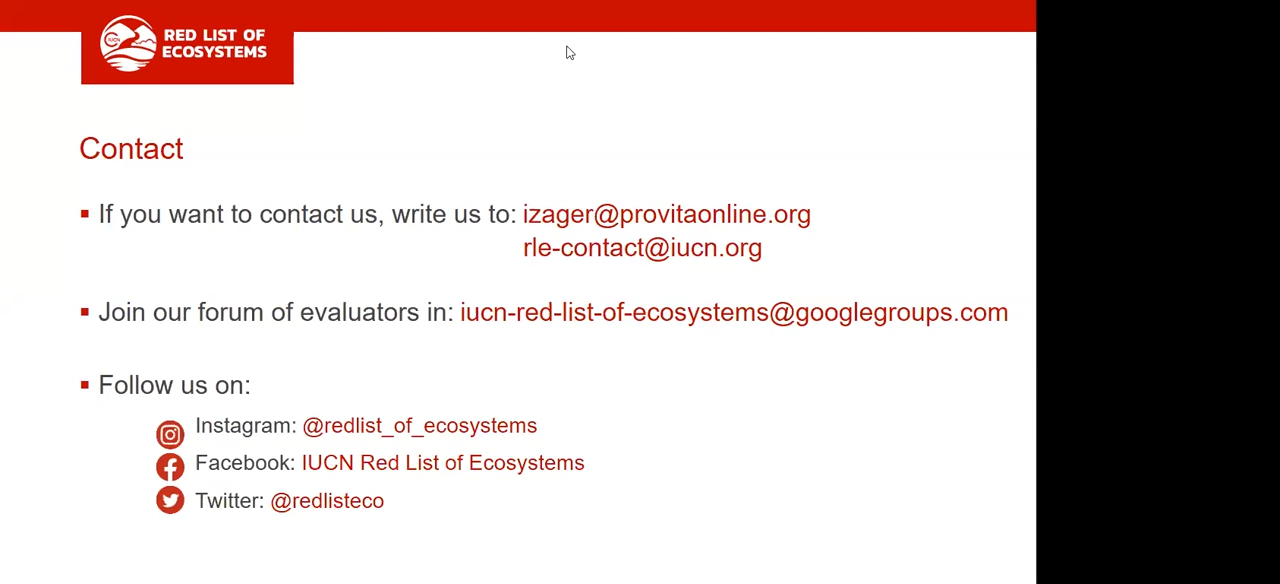 IUCN
RED LIST OF
ECOSYSTEMS
Contact
▪ If you want to contact us, write us to: izager@provitaonline.org
rle-contact@iucn.org
▪ Join our forum of evaluators in: iucn-red-list-of-ecosystems@googlegroups.com
▪ Follow us on:
Instagram: @redlist_of_ecosystems
Facebook: IUCN Red List of Ecosystems
Twitter: @redlisteco